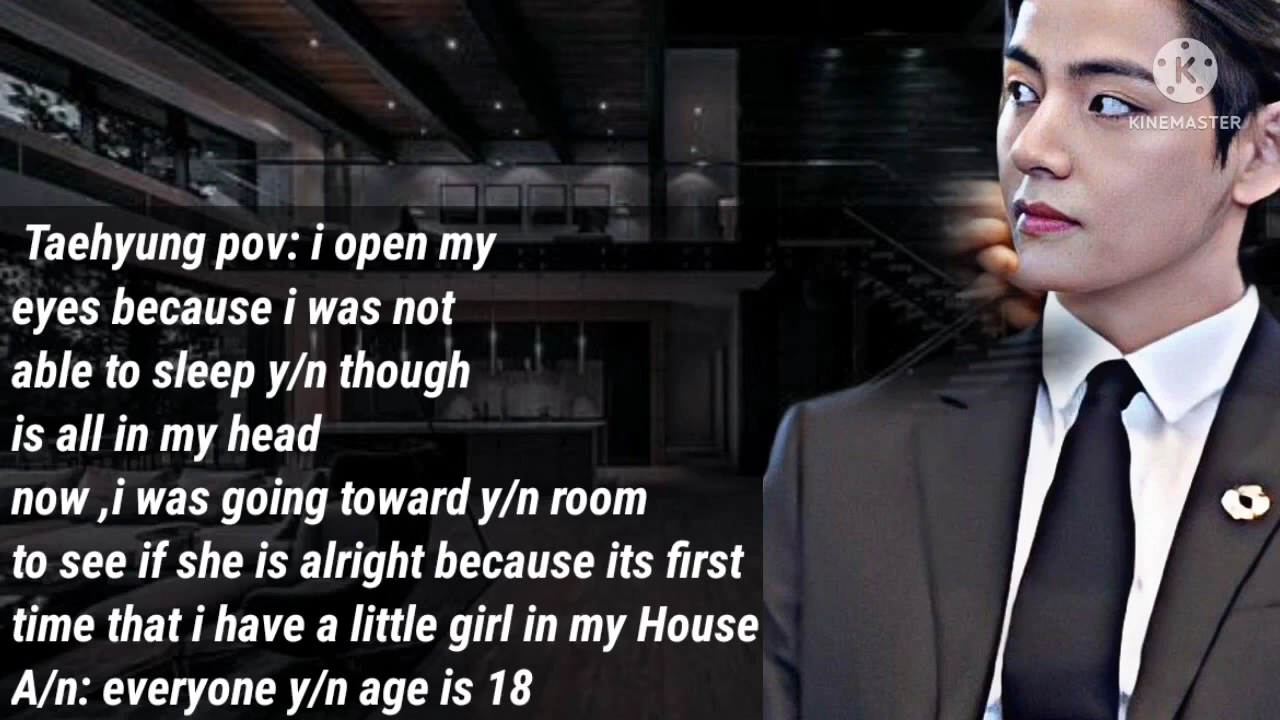 KINEMASTER
Taehyung pov: i open my
eyes because i was not
able to sleep y/n though
is all in my head
now ,i was going toward y/n room
to see if she is alright because its first
time that i have a little girl in my House
A/n: everyone y/n age is 18